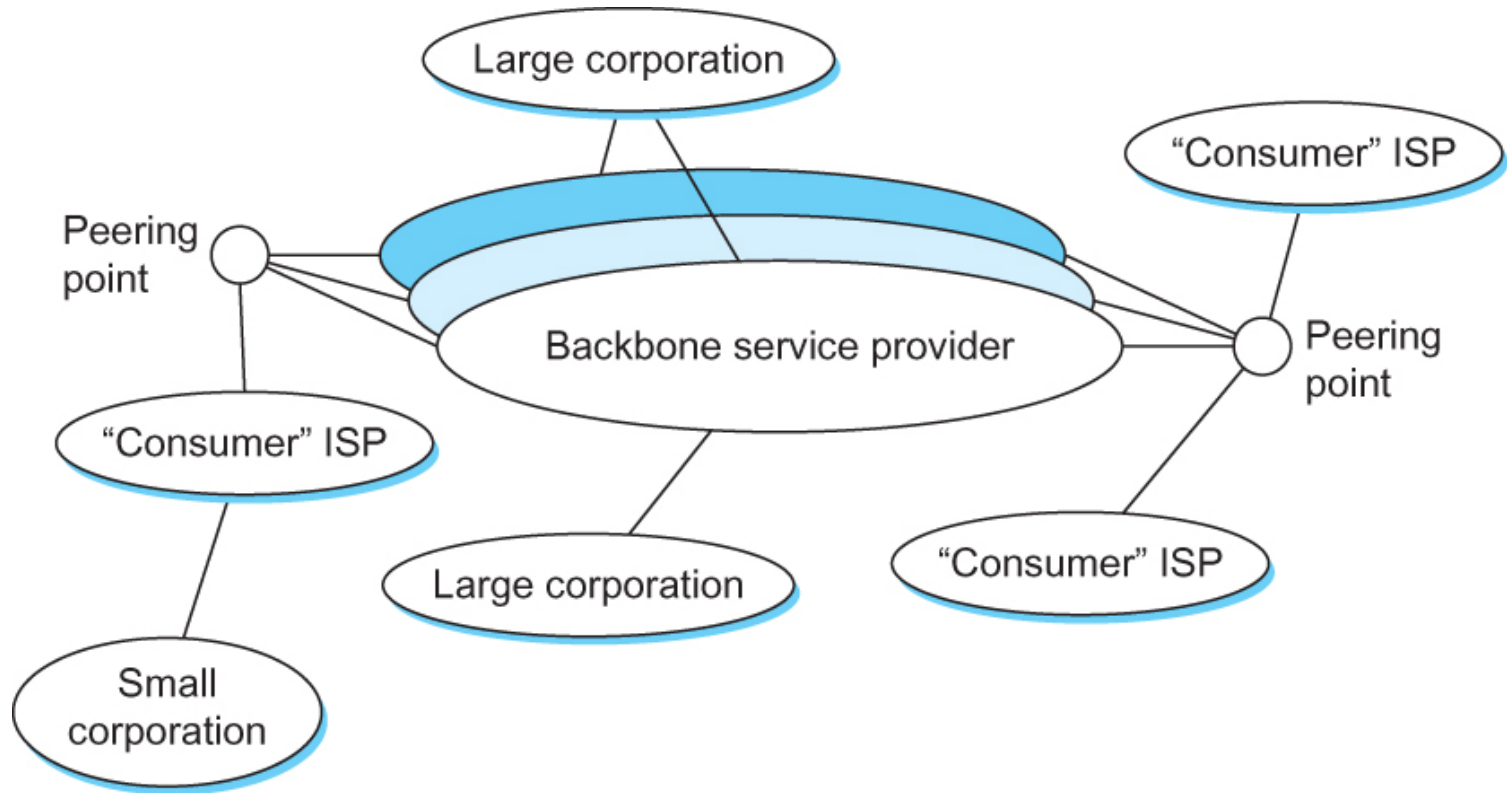 Large corporation
“Consumer” ISP
Peering
point
Backbone service provider
Peering
point
“Consumer” ISP
Large corporation
“Consumer” ISP
Small
corporation